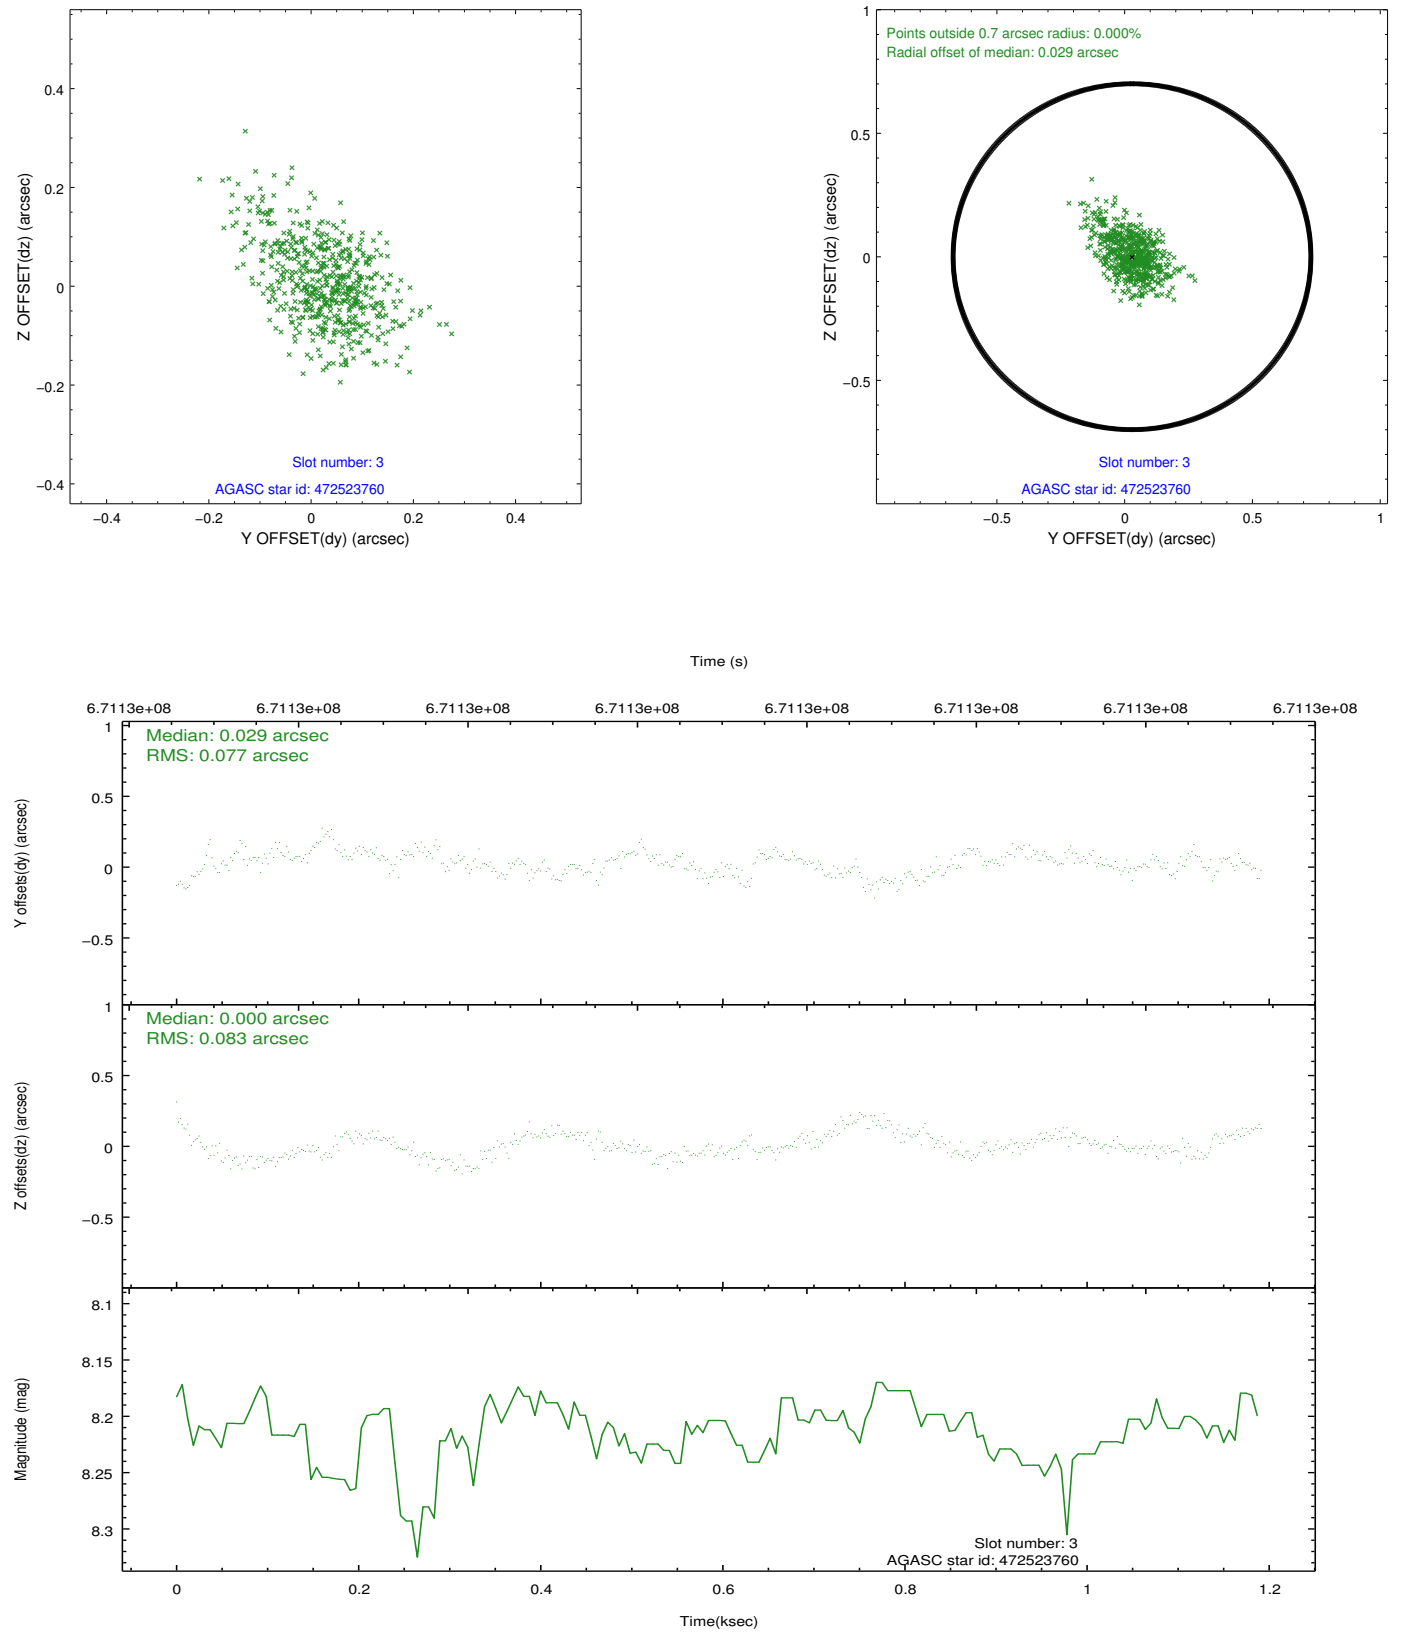 0.4
0.2
0
−0.2
−0.4
Z OFFSET(dz) (arcsec)
Slot number: 3
AGASC star id: 472523760
−0.4 −0.2 0 0.2 0.4
Y OFFSET(dy) (arcsec)
1
0.5
0
−0.5
Z OFFSET(dz) (arcsec)
Points outside 0.7 arcsec radius: 0.000%
Radial offset of median: 0.029 arcsec
Slot number: 3
AGASC star id: 472523760
−0.5 0 0.5 1
Y OFFSET(dy) (arcsec)
Time (s)
6.7113e+08 6.7113e+08 6.7113e+08 6.7113e+08 6.7113e+08 6.7113e+08 6.7113e+08 6.7113e+08
1
0.5
0
−0.5
Y offsets(dy) (arcsec)
Median: 0.029 arcsec
RMS: 0.077 arcsec
1
0.5
0
−0.5
Z offsets(dz) (arcsec)
Median: 0.000 arcsec
RMS: 0.083 arcsec
8.1
8.15
8.2
8.25
8.3
Magnitude (mag)
Slot number: 3
AGASC star id: 472523760
0 0.2 0.4 0.6 0.8 1 1.2
Time(ksec)